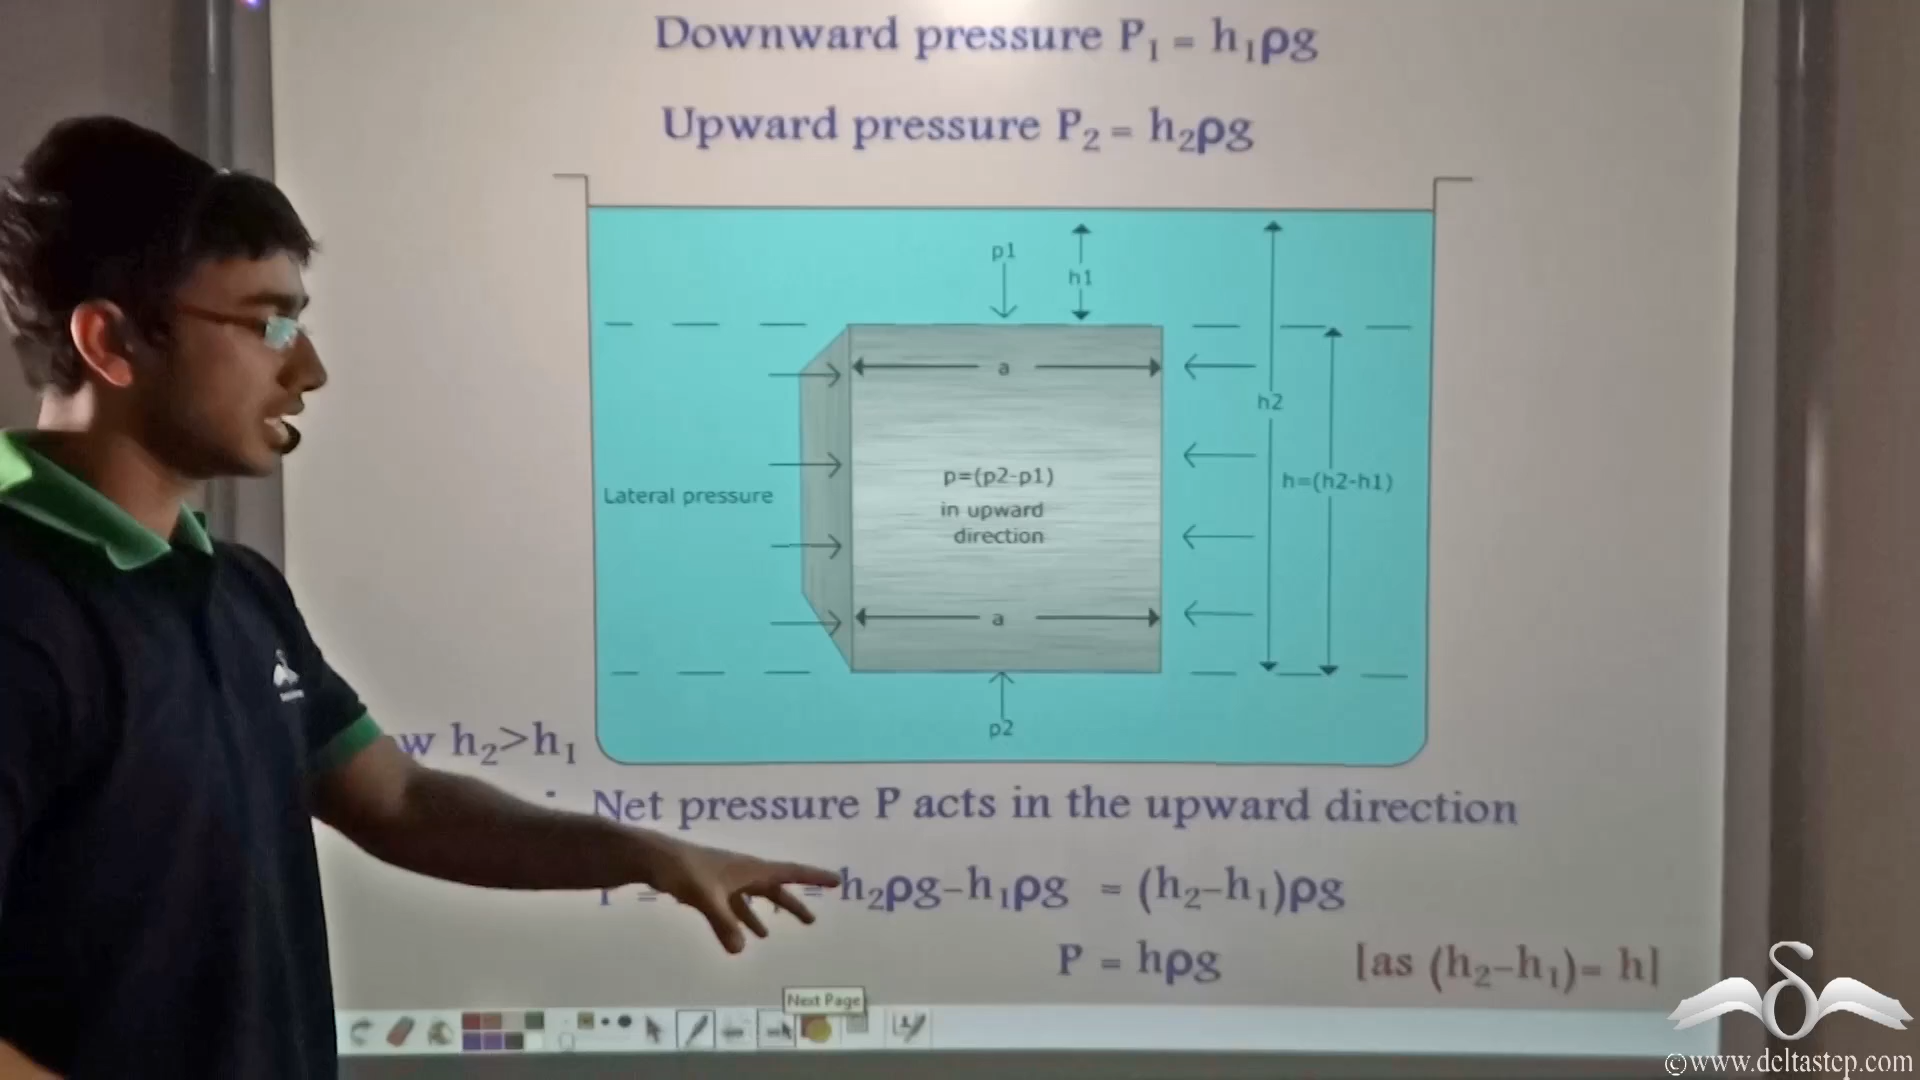 Downward pressure P₁ = h₁ρg
Upward pressure P₂ = h₂ρg
p1
h1
a
h2
p=(p2-p1)
h=(h2-h1)
Lateral pressure
in upward
direction
a
p2
h₂>h₁
Net pressure P acts in the upward direction
= h₂ρg-h₁ρg = (h₂-h₁)ρg
P = hρg [as (h₂-h₁)= h]
Next Page
©www.deltastep.com